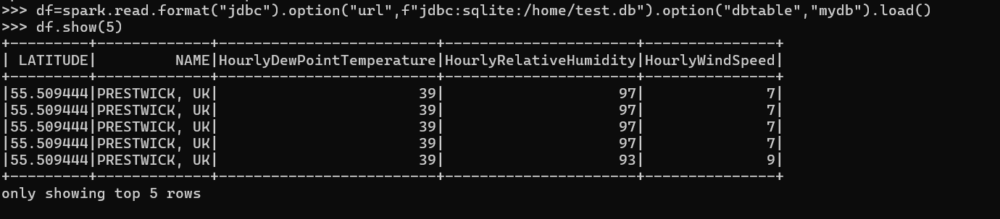 >>> df=spark.read.format("jdbc").option("url",f"jdbc:sqlite:/home/test.db").option("dbtable","mydb").load()
>>> df.show(5)
+---------+-------------+-------------------------+----------------------+---------------+
| LATITUDE|         NAME|HourlyDewPointTemperature|HourlyRelativeHumidity|HourlyWindSpeed|
+---------+-------------+-------------------------+----------------------+---------------+
|55.509444|PRESTWICK, UK|                       39|                    97|              7|
|55.509444|PRESTWICK, UK|                       39|                    97|              7|
|55.509444|PRESTWICK, UK|                       39|                    97|              7|
|55.509444|PRESTWICK, UK|                       39|                    97|              7|
|55.509444|PRESTWICK, UK|                       39|                    93|              9|
+---------+-------------+-------------------------+----------------------+---------------+
only showing top 5 rows